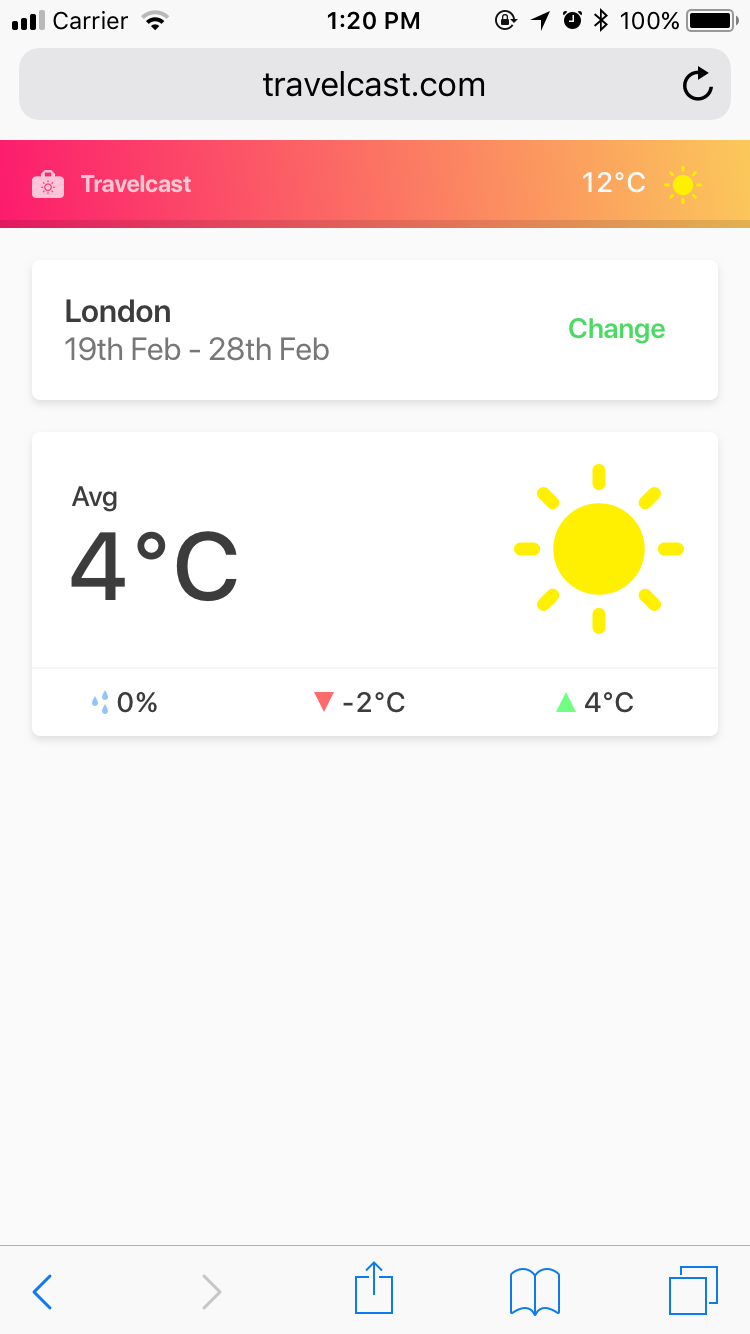 Carrier 1:20 PM 100%
travelcast.com
Travelcast 12°C
London
19th Feb - 28th Feb
Change
Avg
4°C
0% -2°C 4°C